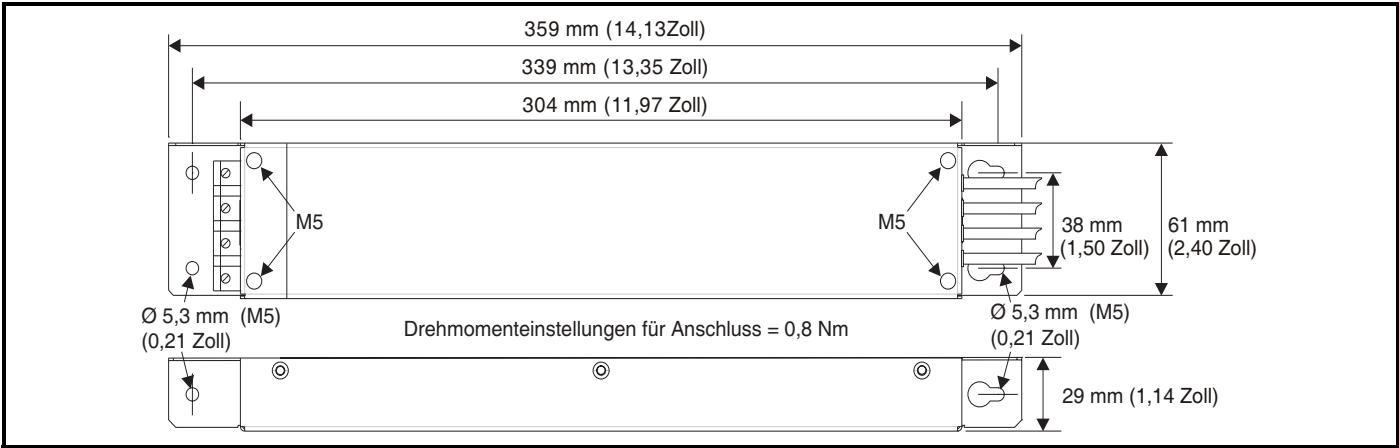 359 mm (14,13Zoll)
339 mm (13,35 Zoll)
304 mm (11,97 Zoll)
M5
M5
38 mm
(1,50 Zoll)
61 mm
(2,40 Zoll)
Ø 5,3 mm (M5)
(0,21 Zoll)
Drehmomenteinstellungen für Anschluss = 0,8 Nm
Ø 5,3 mm (M5)
(0,21 Zoll)
29 mm (1,14 Zoll)